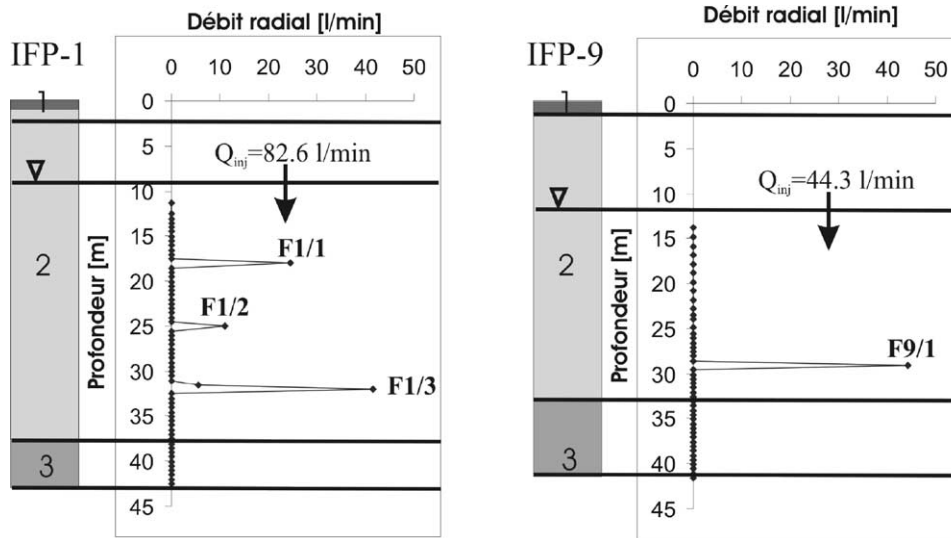 Débit radial [l/min]
IFP-1
0 10 20 30 40 50
1
0
5
Qinj=82.6 l/min
10
15
F1/1
2
Profondeur [m]
20
F1/2
25
30
F1/3
35
3
40
45
Débit radial [l/min]
IFP-9
0 10 20 30 40 50
1
0
5
Qinj=44.3 l/min
10
15
2
Profondeur [m]
20
25
F9/1
30
35
3
40
45